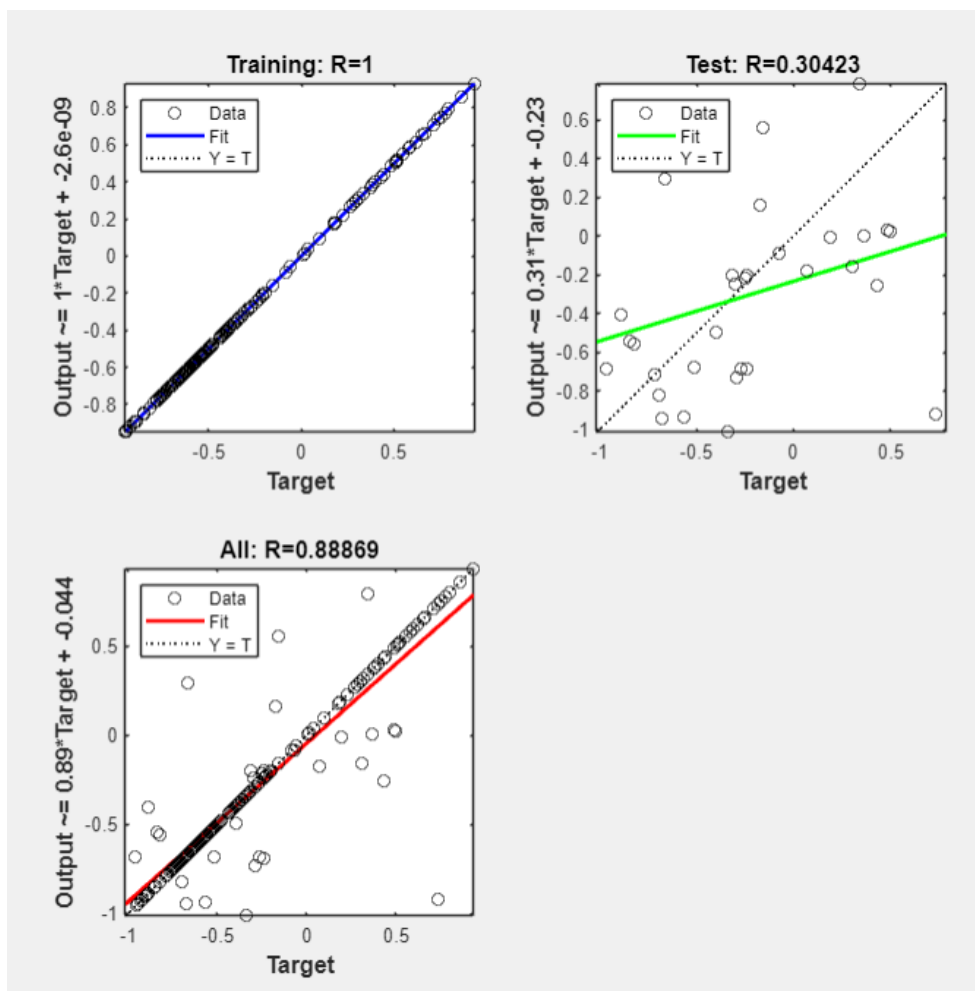 Training: R=1
Output ~= 1*Target + -2.6e-09
Data
Fit
Y = T
0.8
0.6
0.4
0.2
0
-0.2
-0.4
-0.6
-0.8
-0.5
0
0.5
Target
Test: R=0.30423
Output ~= 0.31*Target + -0.23
Data
Fit
Y = T
0.6
0.4
0.2
0
-0.2
-0.4
-0.6
-0.8
-1
-1
-0.5
0
0.5
Target
All: R=0.88869
Output ~= 0.89*Target + -0.044
Data
Fit
Y = T
0.5
0
-0.5
-1
-1
-0.5
0
0.5
Target